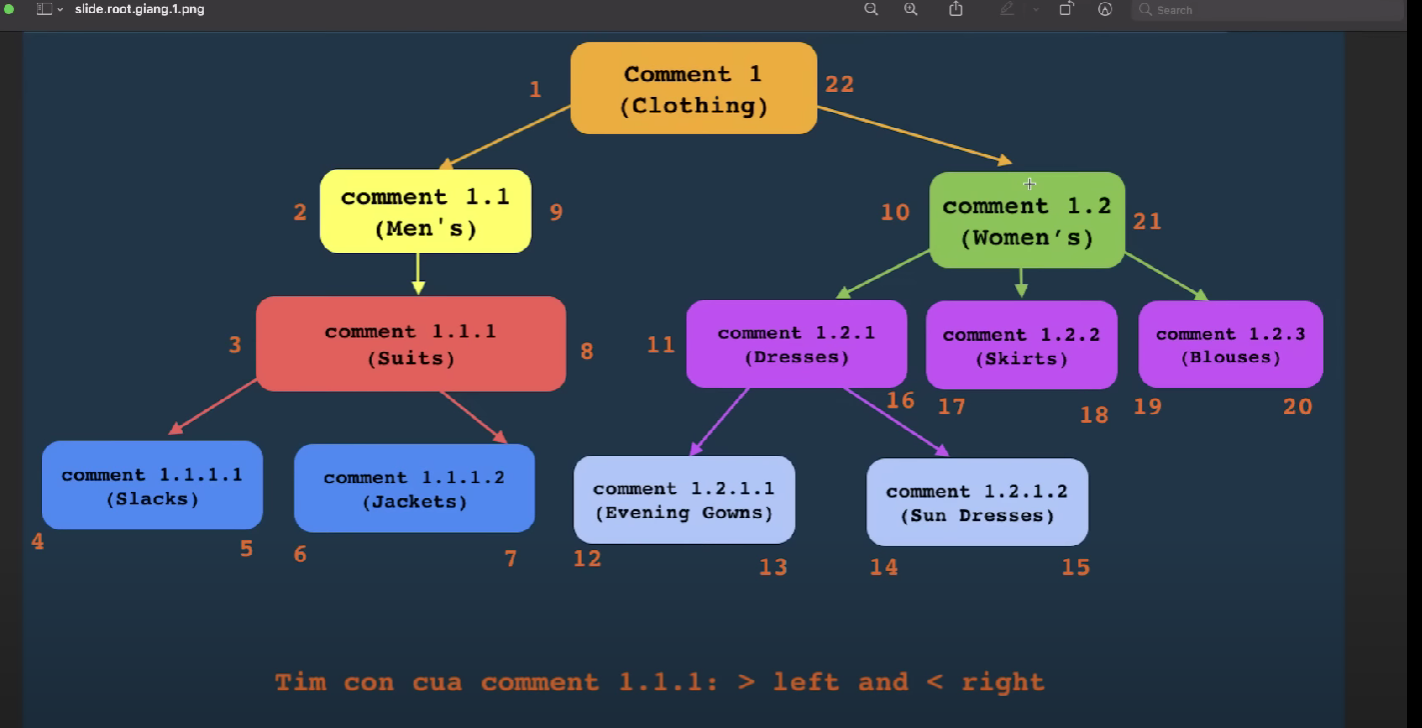 slide.root.giang.1.png
Search
Comment 1
(Clothing)
1
22
comment 1.1
(Men's)
2
9
comment 1.2
(Women’s)
10
21
comment 1.1.1
(Suits)
3
8
comment 1.2.1
(Dresses)
11
16
comment 1.2.2
(Skirts)
17
18
comment 1.2.3
(Blouses)
19
20
comment 1.1.1.1
(Slacks)
4
5
comment 1.1.1.2
(Jackets)
6
7
comment 1.2.1.1
(Evening Gowns)
12
13
comment 1.2.1.2
(Sun Dresses)
14
15
Tim con cua comment 1.1.1: > left and < right